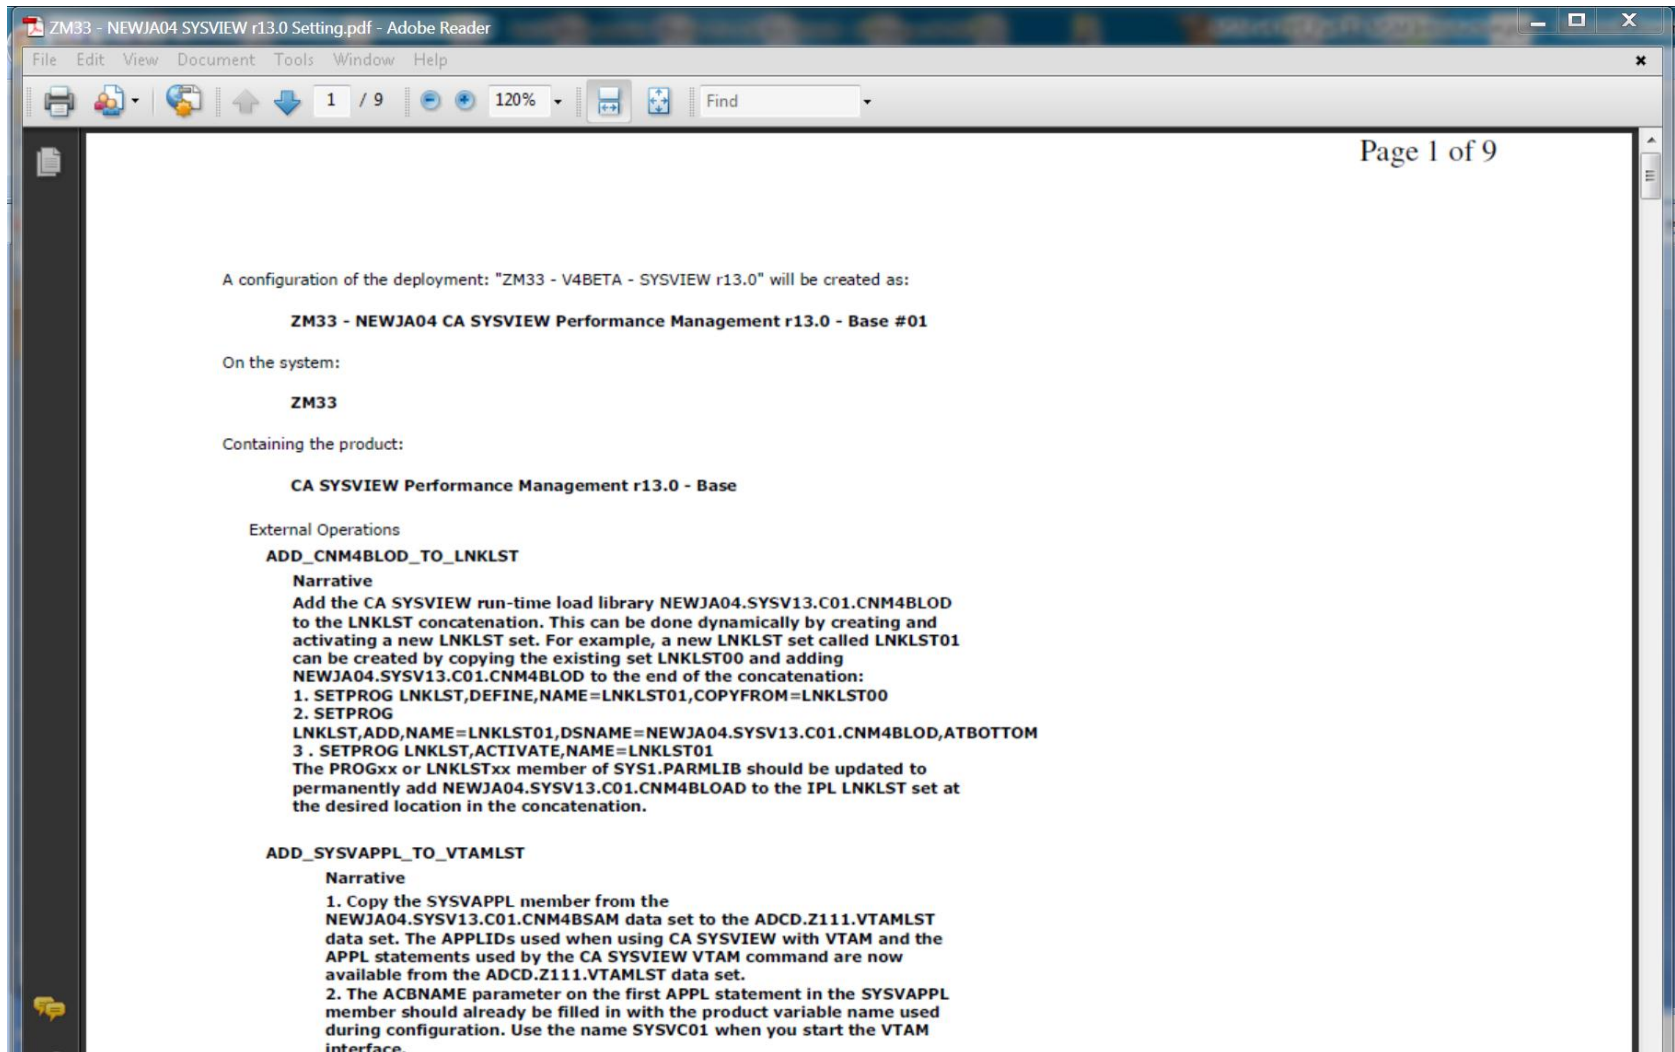 ZM33 - NEWJA04 SYSVIEW r13.0 Setting.pdf - Adobe Reader
File Edit View Document Tools Window Help
1 / 9 120% Find
Page 1 of 9
A configuration of the deployment: "ZM33 - V4BETA - SYSVIEW r13.0" will be created as:
ZM33 - NEWJA04 CA SYSVIEW Performance Management r13.0 - Base #01
On the system:
ZM33
Containing the product:
CA SYSVIEW Performance Management r13.0 - Base
External Operations
ADD_CNM4BLOD_TO_LNKLST
Narrative
Add the CA SYSVIEW run-time load library NEWJA04.SYSV13.C01.CNM4BLOD
to the LNKLST concatenation. This can be done dynamically by creating and
activating a new LNKLST set. For example, a new LNKLST set called LNKLST01
can be created by copying the existing set LNKLST00 and adding
NEWJA04.SYSV13.C01.CNM4BLOD to the end of the concatenation:
1. SETPROG LNKLST,DEFINE,NAME=LNKLST01,COPYFROM=LNKLST00
2. SETPROG
LNKLST,ADD,NAME=LNKLST01,DSNAME=NEWJA04.SYSV13.C01.CNM4BLOD,ATBOTTOM
3 . SETPROG LNKLST,ACTIVATE,NAME=LNKLST01
The PROGxx or LNKLSTxx member of SYS1.PARMLIB should be updated to
permanently add NEWJA04.SYSV13.C01.CNM4BLOAD to the IPL LNKLST set at
the desired location in the concatenation.
ADD_SYSVAPPL_TO_VTAMLST
Narrative
1. Copy the SYSVAPPL member from the
NEWJA04.SYSV13.C01.CNM4BSAM data set to the ADCD.Z111.VTAMLST
data set. The APPLIDs used when using CA SYSVIEW with VTAM and the
APPL statements used by the CA SYSVIEW VTAM command are now
available from the ADCD.Z111.VTAMLST data set.
2. The ACBNAME parameter on the first APPL statement in the SYSVAPPL
member should already be filled in with the product variable name used
during configuration. Use the name SYSVC01 when you start the VTAM
interface.